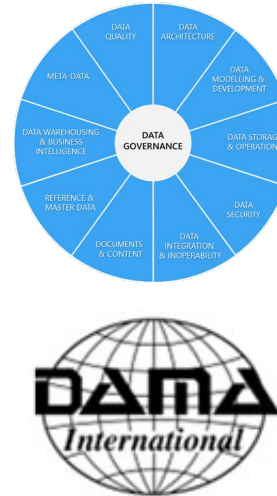 DATA
QUALITY
DATA
ARCHITECTURE
META-DATA
DATA
MODELLING &
DEVELOPMENT
DATA WAREHOUSING
& BUSINESS
INTELLIGENCE
DATA
GOVERNANCE
DATA STORAG
& OPERATION
REFERENCE &
MASTER DATA
DATA
SECURITY
DOCUMENTS
& CONTENT
DATA
INTEGRATION
& INOPERABILITY
DAMA
International